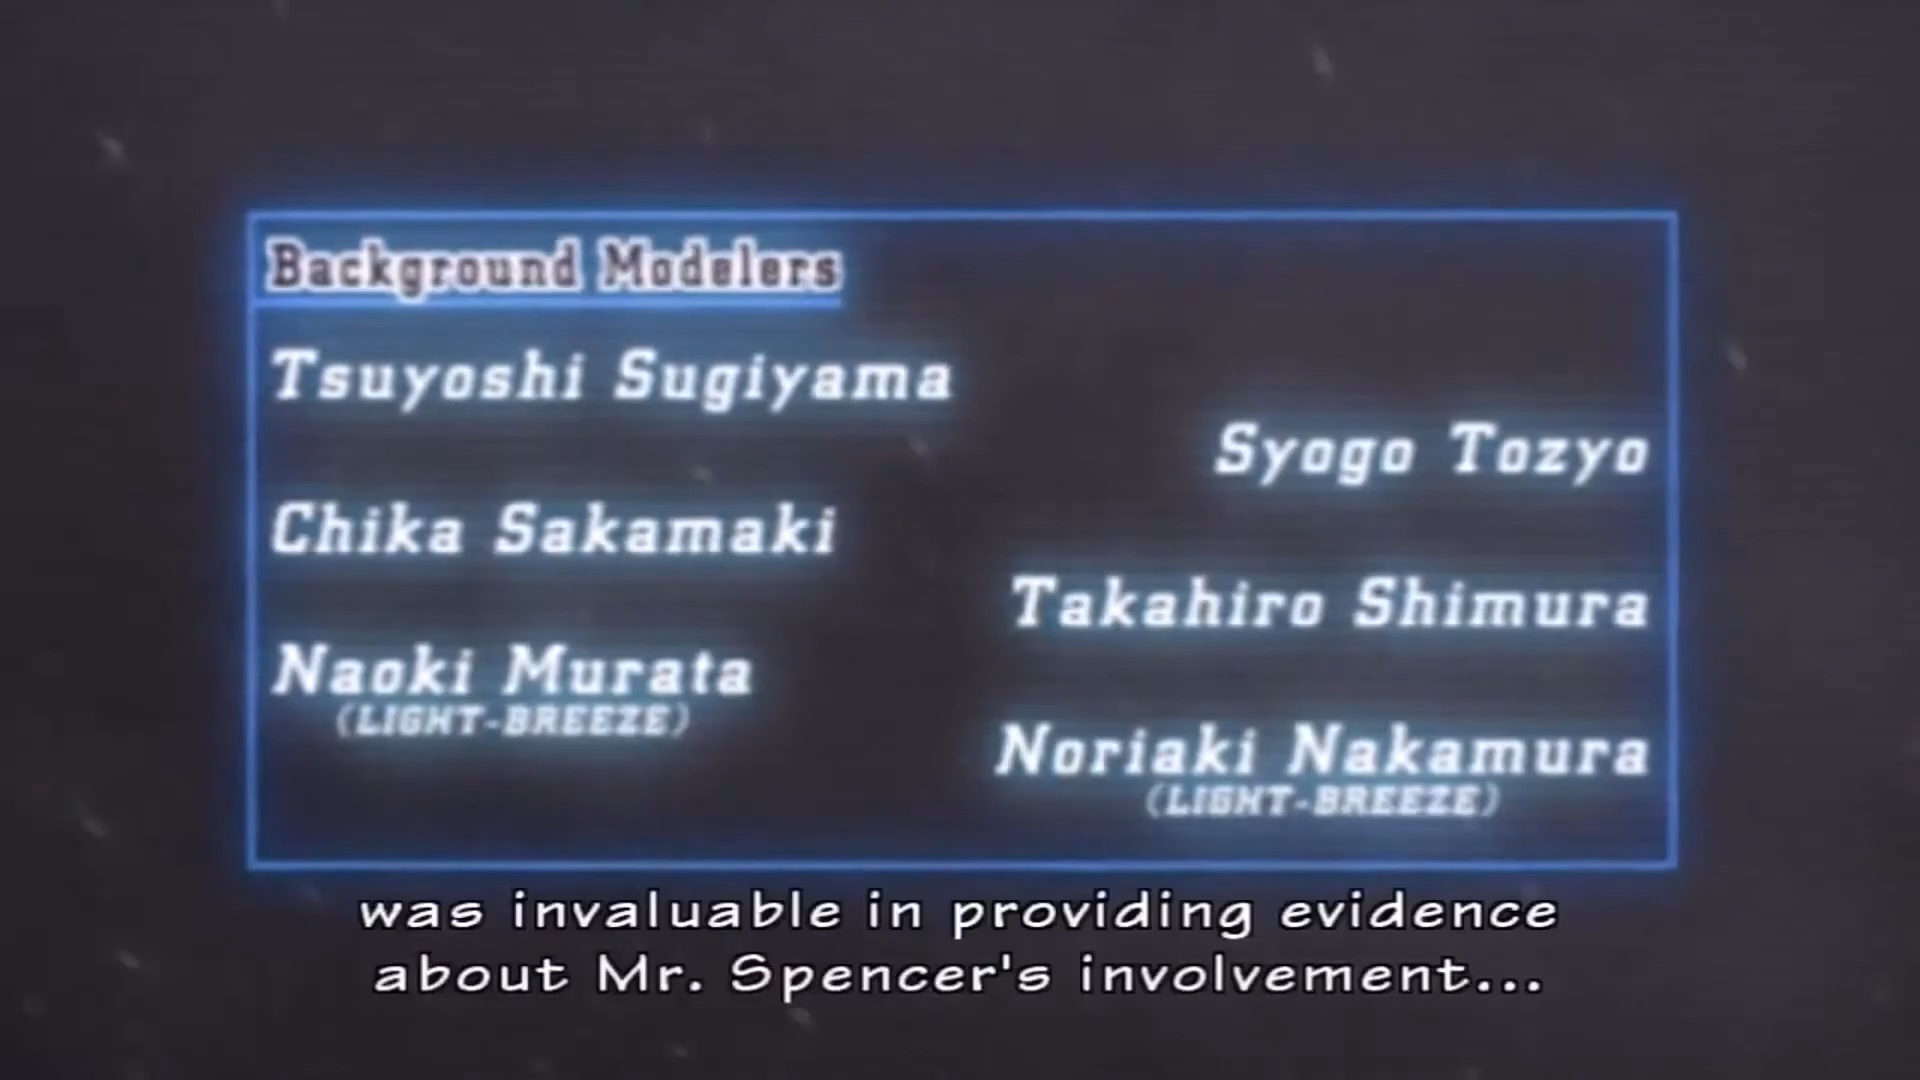 Background Modelers
Tsuyoshi Sugiyama
Syogo Tozyo
Chika Sakamaki
Takahiro Shimura
Naoki Murata
(LIGHT-BREEZE)
Noriaki Nakamura
(LIGHT-BREEZE)
was invaluable in providing evidence
about Mr. Spencer's involvement...